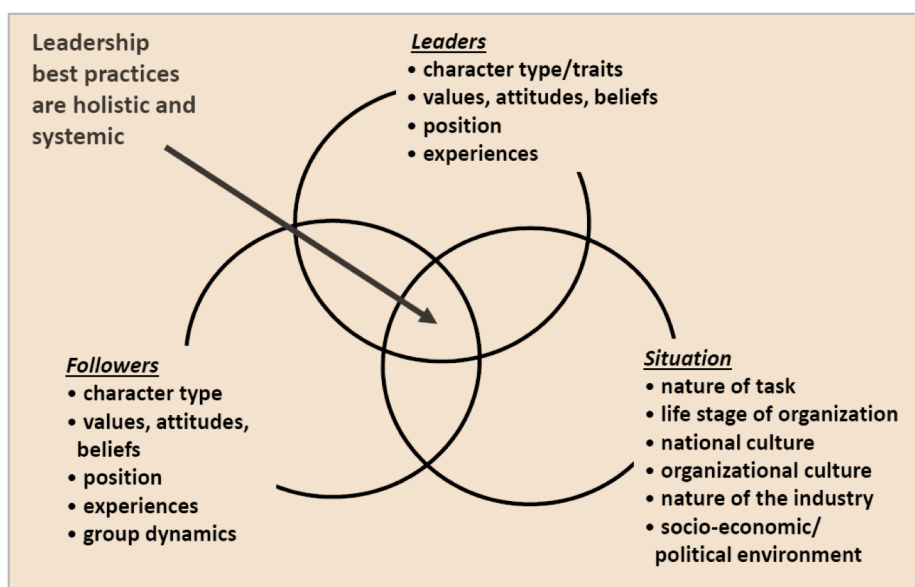 Leadership
best practices
are holistic and
systemic
Leaders
• character type/traits
• values, attitudes, beliefs
• position
• experiences
Followers
• character type
• values, attitudes,
beliefs
• position
• experiences
• group dynamics
Situation
• nature of task
• life stage of organization
• national culture
• organizational culture
• nature of the industry
• socio-economic/
political environment